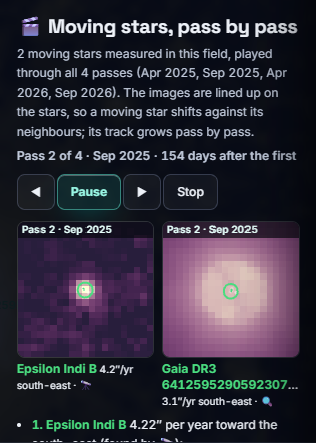 Moving stars, pass by pass
2 moving stars measured in this field, played
through all 4 passes (Apr 2025, Sep 2025, Apr
2026, Sep 2026). The images are lined up on
the stars, so a moving star shifts against its
neighbours; its track grows pass by pass.
Pass 2 of 4 · Sep 2025 · 154 days after the first
◀ Pause ▶ Stop
Pass 2 · Sep 2025
Pass 2 · Sep 2025
Epsilon Indi B 4.2″/yr
south-east ·
Gaia DR3
6412595290592307…
3.1″/yr south-east ·
• 1. Epsilon Indi B 4.22″ per year toward the
south-east (found by